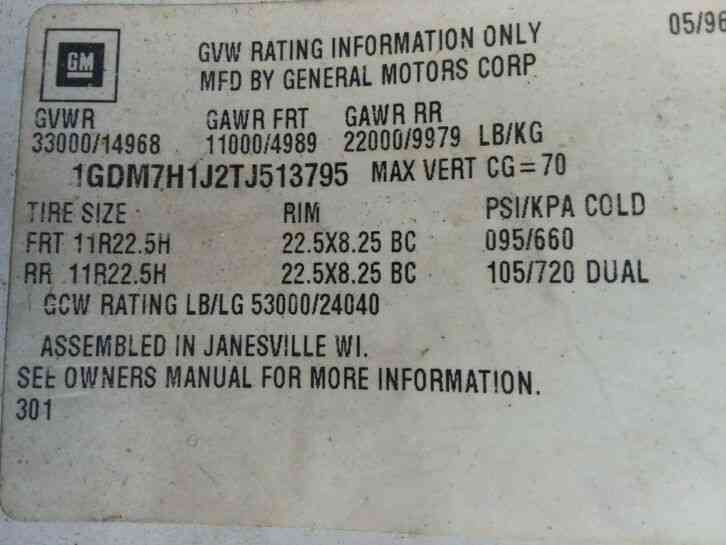 05/96
GM
GVW RATING INFORMATION ONLY
MFD BY GENERAL MOTORS CORP
GVWR GAWR FRT GAWR RR
33000/14968 11000/4989 22000/9979 LB/KG
1GDM7H1J2TJ513795 MAX VERT CG=70
TIRE SIZE RIM PSI/KPA COLD
FRT 11R22.5H 22.5X8.25 BC 095/660
RR 11R22.5H 22.5X8.25 BC 105/720 DUAL
GCW RATING LB/LG 53000/24040
ASSEMBLED IN JANESVILLE WI.
SEE OWNERS MANUAL FOR MORE INFORMATION.
301